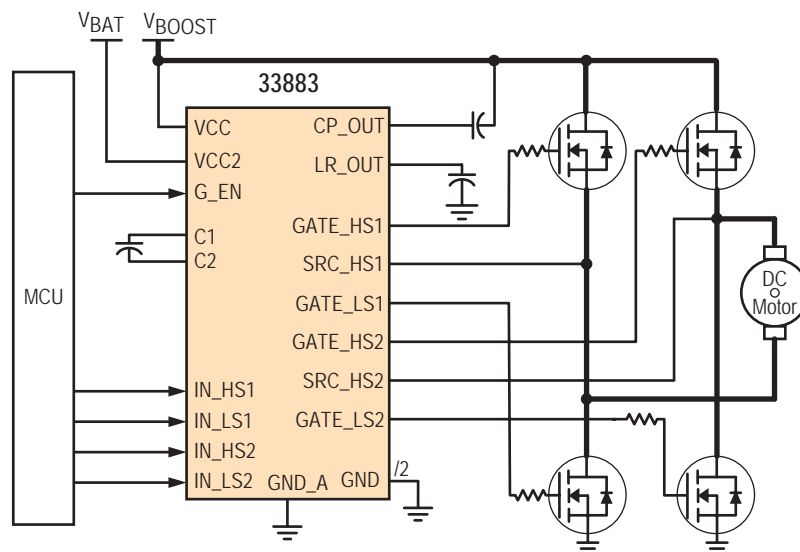 VBAT
VBOOST
33883
VCC
VCC2
G_EN
C1
C2
IN_HS1
IN_LS1
IN_HS2
IN_LS2
GND_A
CP_OUT
LR_OUT
GATE_HS1
SRC_HS1
GATE_LS1
GATE_HS2
SRC_HS2
GATE_LS2
GND
/2
MCU
DC
Motor